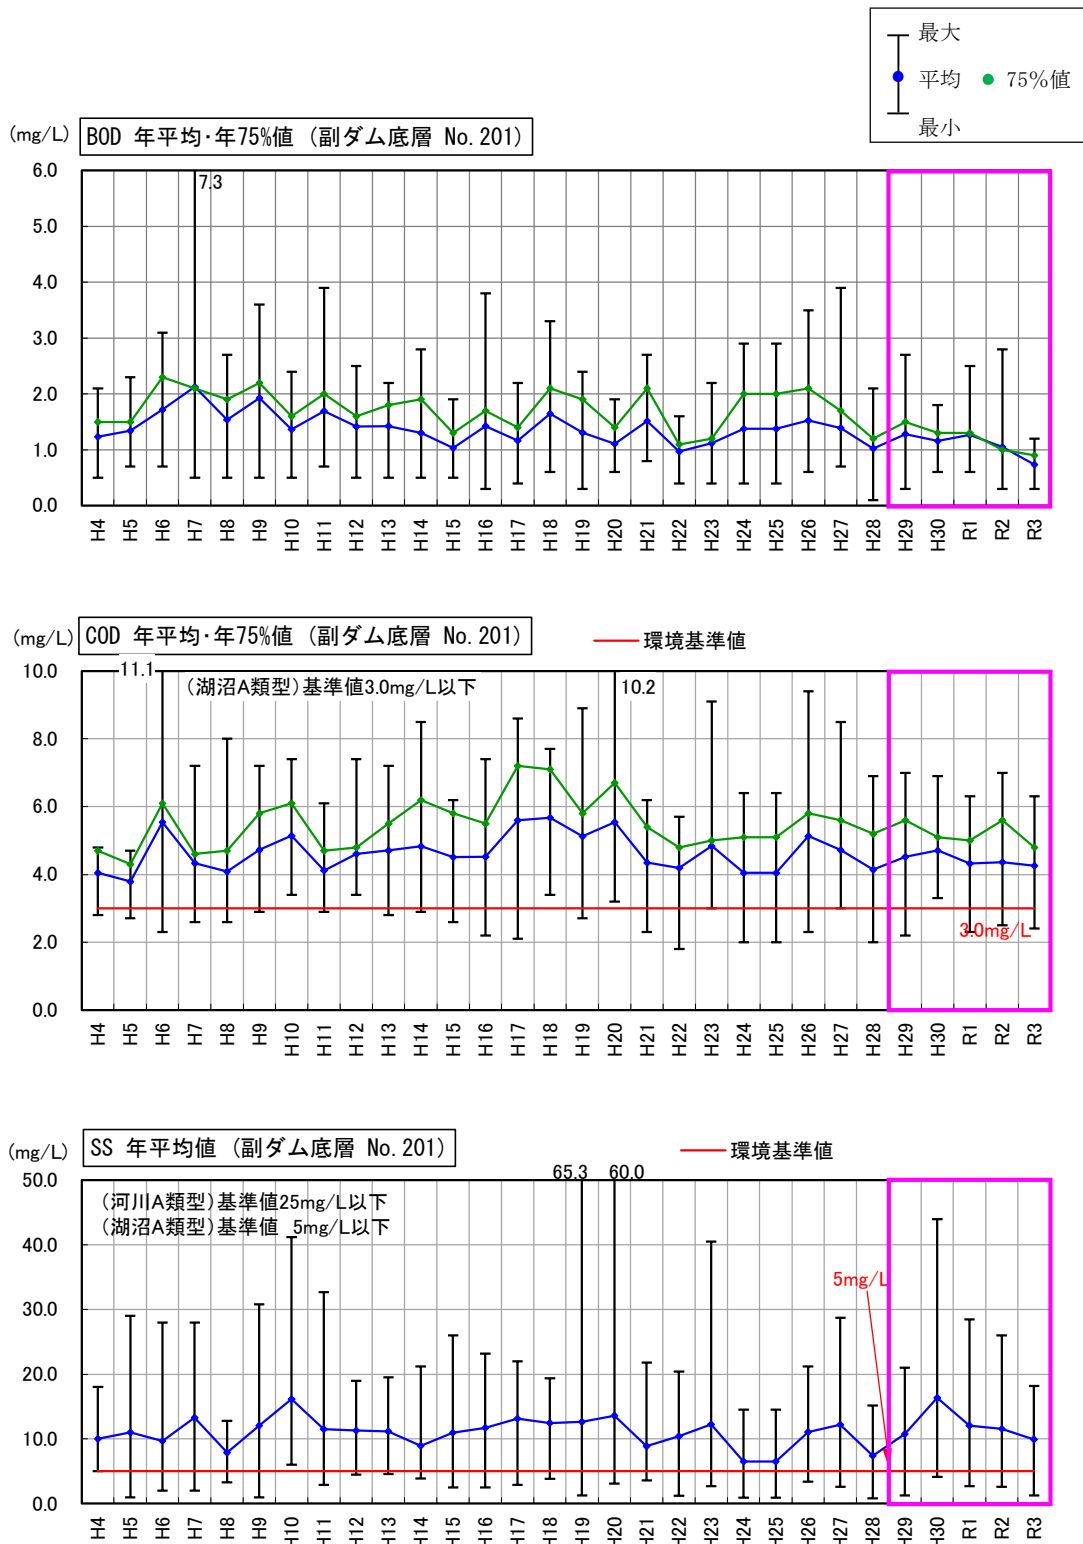 最大
平均 75%値
最小
(mg/L) BOD 年平均・年75%値 (副ダム底層 No.201)
6.0
7.3
5.0
4.0
3.0
2.0
1.0
0.0
H4 H5 H6 H7 H8 H9 H10 H11 H12 H13 H14 H15 H16 H17 H18 H19 H20 H21 H22 H23 H24 H25 H26 H27 H28 H29 H30 R1 R2 R3
(mg/L) COD 年平均・年75%値 (副ダム底層 No.201) 環境基準値
10.0 11.1
(湖沼A類型)基準値3.0mg/L以下 10.2
8.0
6.0
4.0
2.0 3.0mg/L
0.0
H4 H5 H6 H7 H8 H9 H10 H11 H12 H13 H14 H15 H16 H17 H18 H19 H20 H21 H22 H23 H24 H25 H26 H27 H28 H29 H30 R1 R2 R3
(mg/L) SS 年平均値 (副ダム底層 No.201) 環境基準値
50.0 65.3 60.0
(河川A類型)基準値25mg/L以下
(湖沼A類型)基準値 5mg/L以下
40.0
5mg/L
30.0
20.0
10.0
0.0
H4 H5 H6 H7 H8 H9 H10 H11 H12 H13 H14 H15 H16 H17 H18 H19 H20 H21 H22 H23 H24 H25 H26 H27 H28 H29 H30 R1 R2 R3